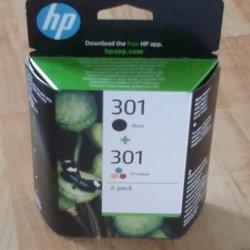 hp
Download the free HP app.
hpapp.com
301
Black
+
301
Tri-colour
2-pack